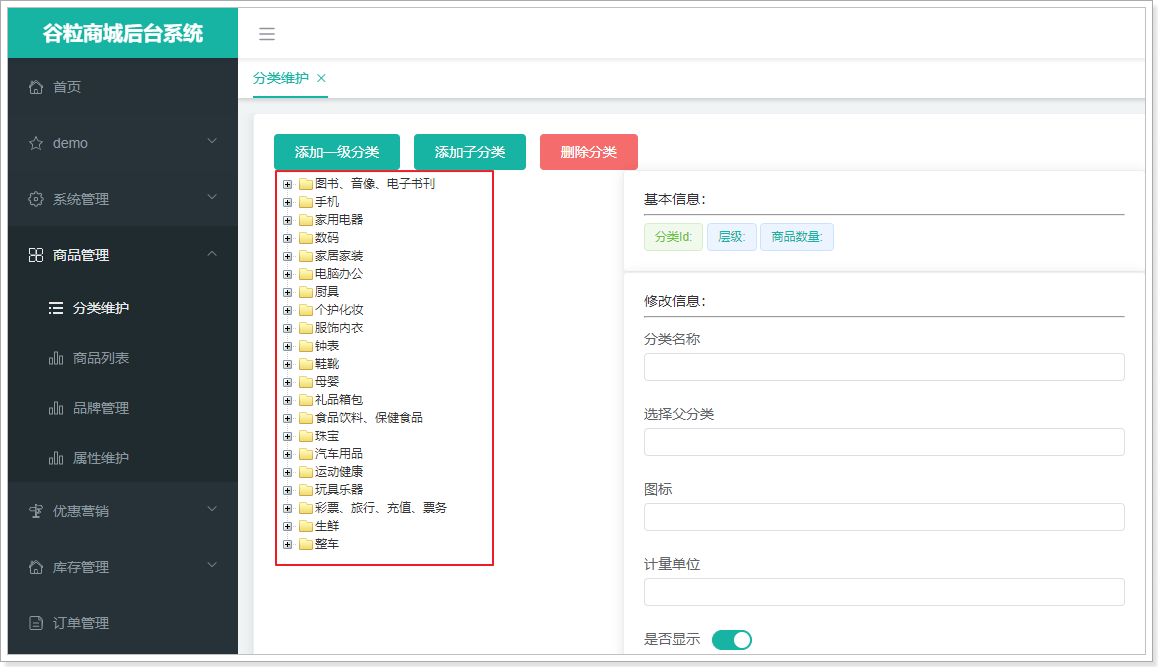 谷粒商城后台系统
首页
demo
系统管理
商品管理
分类维护
商品列表
品牌管理
属性维护
优惠营销
库存管理
订单管理
分类维护 ×
添加一级分类 添加子分类 删除分类
图书、音像、电子书刊
手机
家用电器
数码
家居家装
电脑办公
厨具
个护化妆
服饰内衣
钟表
鞋靴
母婴
礼品箱包
食品饮料、保健食品
珠宝
汽车用品
运动健康
玩具乐器
彩票、旅行、充值、票务
生鲜
整车
基本信息：
分类Id: 层级: 商品数量:
修改信息：
分类名称
选择父分类
图标
计量单位
是否显示